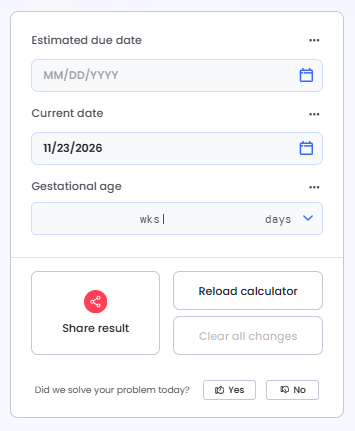 Estimated due date
MM/DD/YYYY
Current date
11/23/2026
Gestational age
wks days
Share result
Reload calculator
Clear all changes
Did we solve your problem today? Yes No